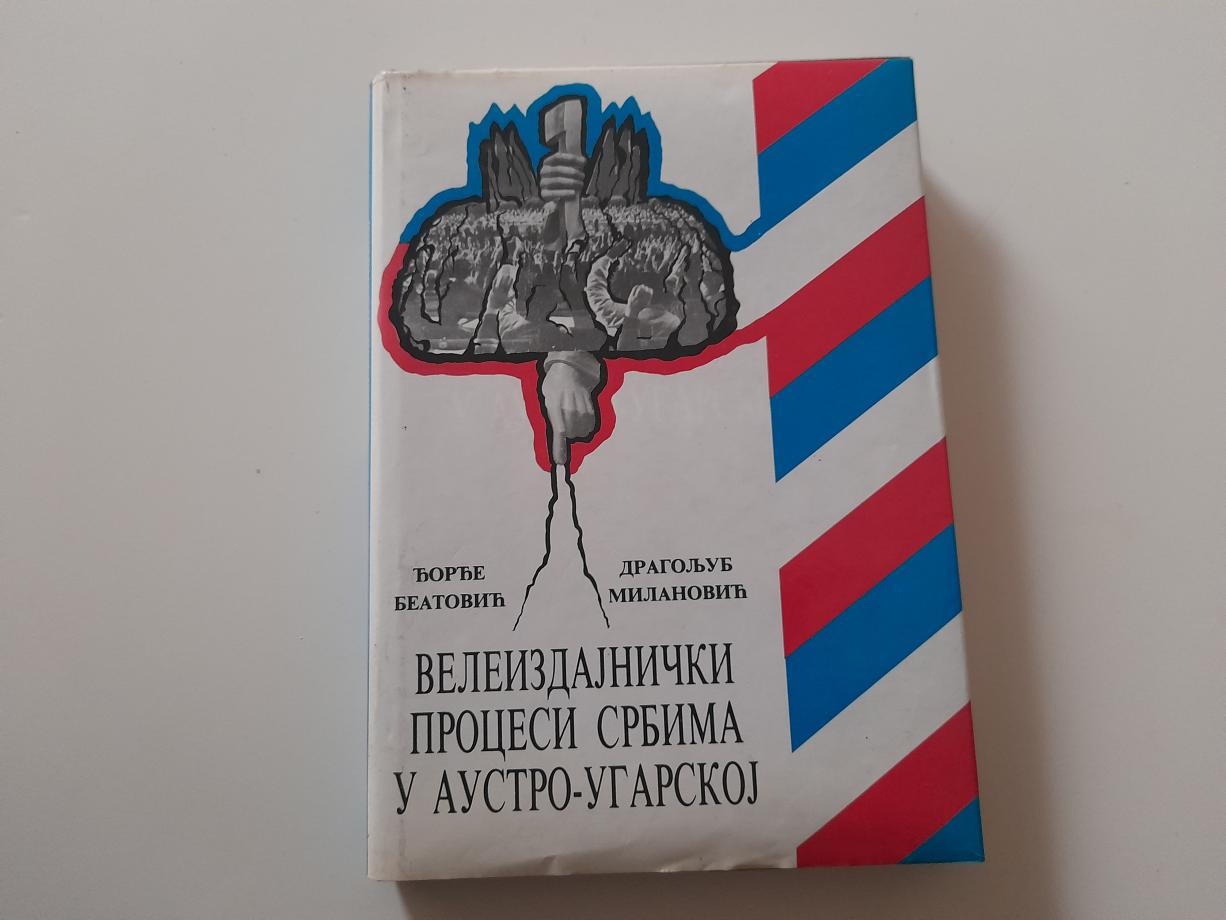 ЂОРЂЕ
БЕАТОВИЋ
ДРАГОЉУБ
МИЛАНОВИЋ
ВЕЛЕИЗДАЈНИЧКИ
ПРОЦЕСИ СРБИМА
У АУСТРО-УГАРСКОЈ